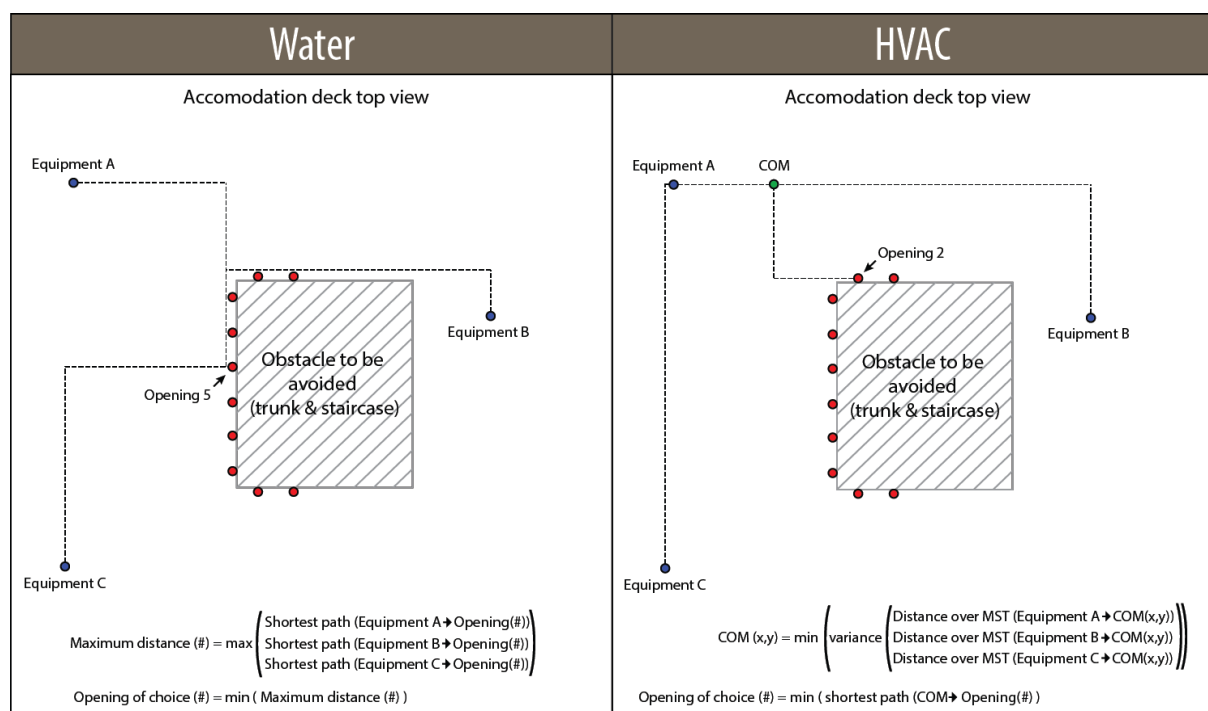 Water
HVAC
Accomodation deck top view
Accomodation deck top view
Equipment A
Equipment B
Opening 5
Obstacle to be
avoided
(trunk & staircase)
Equipment C
Maximum distance (#) = max
Shortest path (Equipment A→Opening(#))
Shortest path (Equipment B→Opening(#))
Shortest path (Equipment C→Opening(#))
Opening of choice (#) = min ( Maximum distance (#) )
Equipment A
COM
Opening 2
Equipment B
Obstacle to be
avoided
(trunk & staircase)
Equipment C
COM (x,y) = min ( variance
Distance over MST (Equipment A→COM(x,y))
Distance over MST (Equipment B→COM(x,y))
Distance over MST (Equipment C→COM(x,y))
Opening of choice (#) = min ( shortest path (COM→ Opening(#) )